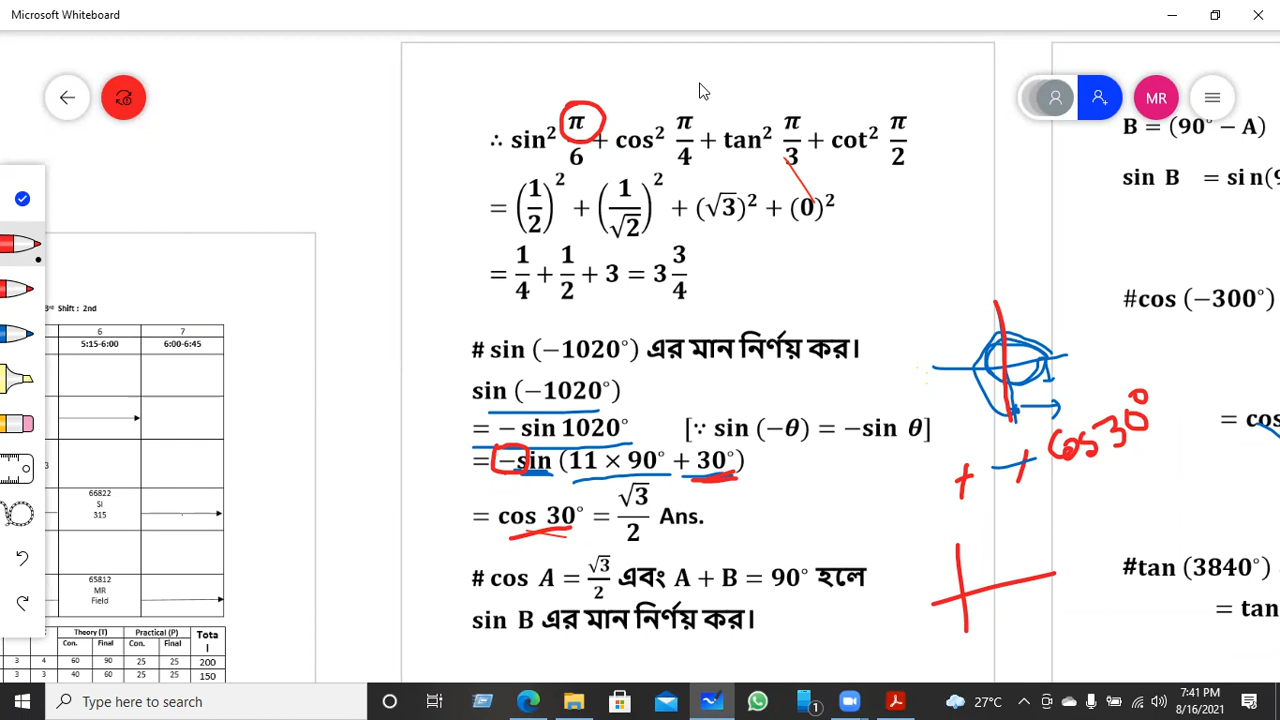 Microsoft Whiteboard
MR
∴ sin² π/6 + cos² π/4 + tan² π/3 + cot² π/2
= (1/2)² + (1/√2)² + (√3)² + (0)²
= 1/4 + 1/2 + 3 = 3 3/4
# sin (−1020°) এর মান নির্ণয় কর।
sin (−1020°)
= − sin 1020° [∵ sin (−θ) = −sin θ]
= −sin (11 × 90° + 30°)
= cos 30° = √3/2 Ans.
# cos A = √3/2 এবং A + B = 90° হলে
sin B এর মান নির্ণয় কর।
cos 30°
+ +
B = (90° − A)
sin B = sin(9
#cos (−300°)
= cos
#tan (3840°)
= tan
rd Shift : 2nd
6 7
5:15-6:00 6:00-6:45
66822
SI
315
65812
MR
Field
Theory (T) Practical (P) Tota
l
Con. Final Con. Final
3 4 60 90 25 25 200
3 3 40 60 25 25 150
Type here to search
1
27°C
7:41 PM
8/16/2021